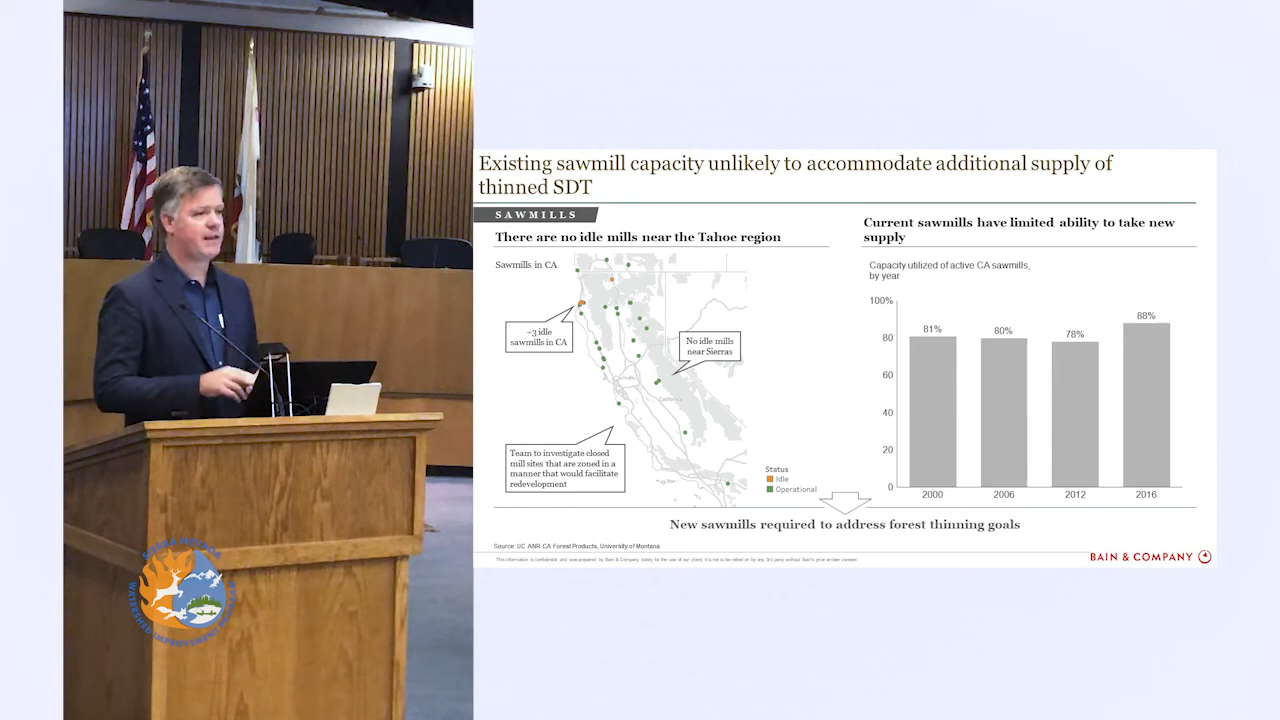 Existing sawmill capacity unlikely to accommodate additional supply of
thinned SDT
SAWMILLS
There are no idle mills near the Tahoe region
Sawmills in CA
~3 idle
sawmills in CA
No idle mills
near Sierras
California
Team to investigate closed
mill sites that are zoned in a
manner that would facilitate
redevelopment
Status
Idle
Operational
Current sawmills have limited ability to take new
supply
Capacity utilized of active CA sawmills,
by year
100%
80
60
40
20
0
81%
80%
78%
88%
2000
2006
2012
2016
New sawmills required to address forest thinning goals
Source: UC ANR CA Forest Products, University of Montana
This information is confidential and was prepared by Bain & Company solely for the use of our client; it is not to be relied on by any 3rd party without Bain's prior written consent
BAIN & COMPANY
SIERRA NEVADA
WATERSHED IMPROVEMENT PROGRAM